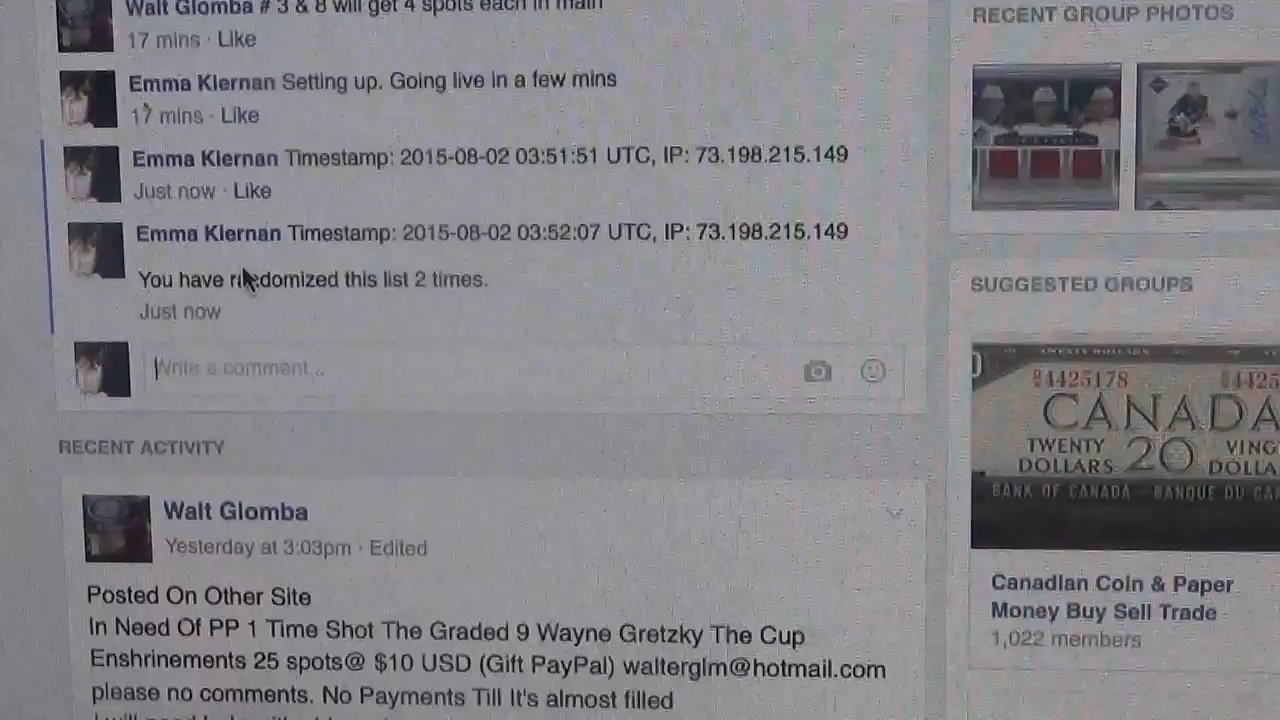 Walt Glomba # 3 & 8 will get 4 spots each in main
17 mins · Like
Emma Kiernan Setting up. Going live in a few mins
17 mins · Like
Emma Kiernan Timestamp: 2015-08-02 03:51:51 UTC, IP: 73.198.215.149
Just now · Like
Emma Kiernan Timestamp: 2015-08-02 03:52:07 UTC, IP: 73.198.215.149
You have randomized this list 2 times.
Just now
Write a comment...
RECENT ACTIVITY
Walt Glomba
Yesterday at 3:03pm · Edited
Posted On Other Site
In Need Of PP 1 Time Shot The Graded 9 Wayne Gretzky The Cup
Enshrinements 25 spots@ $10 USD (Gift PayPal) walterglm@hotmail.com
please no comments. No Payments Till It's almost filled
RECENT GROUP PHOTOS
SUGGESTED GROUPS
4425178
CANADA
TWENTY 20 VING
DOLLARS DOLLA
BANK OF CANADA - BANQUE DU CA
Canadian Coin & Paper
Money Buy Sell Trade
1,022 members